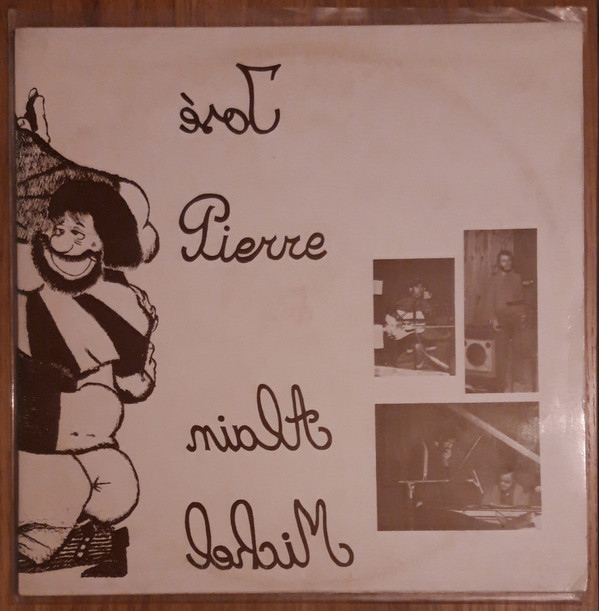 José
Pierre
Alain
Michel